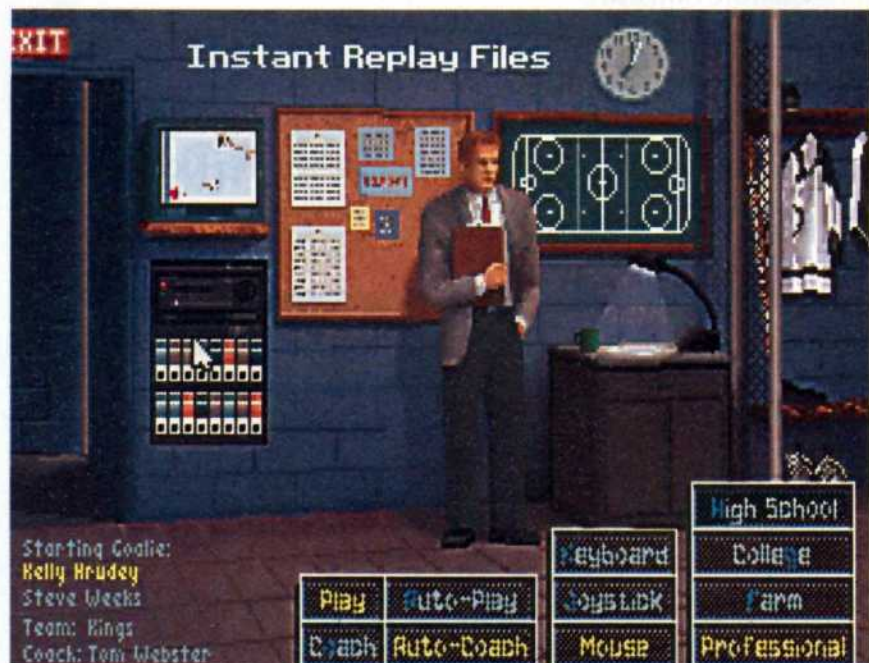 EXIT
Instant Replay Files
REPORT
Starting Goalie:
Kelly Hrudey
Steve Weeks
Team: Kings
Coach: Tom Webster
Play
Auto-Play
Coach
Auto-Coach
Keyboard
Joystick
Mouse
High School
College
Farm
Professional